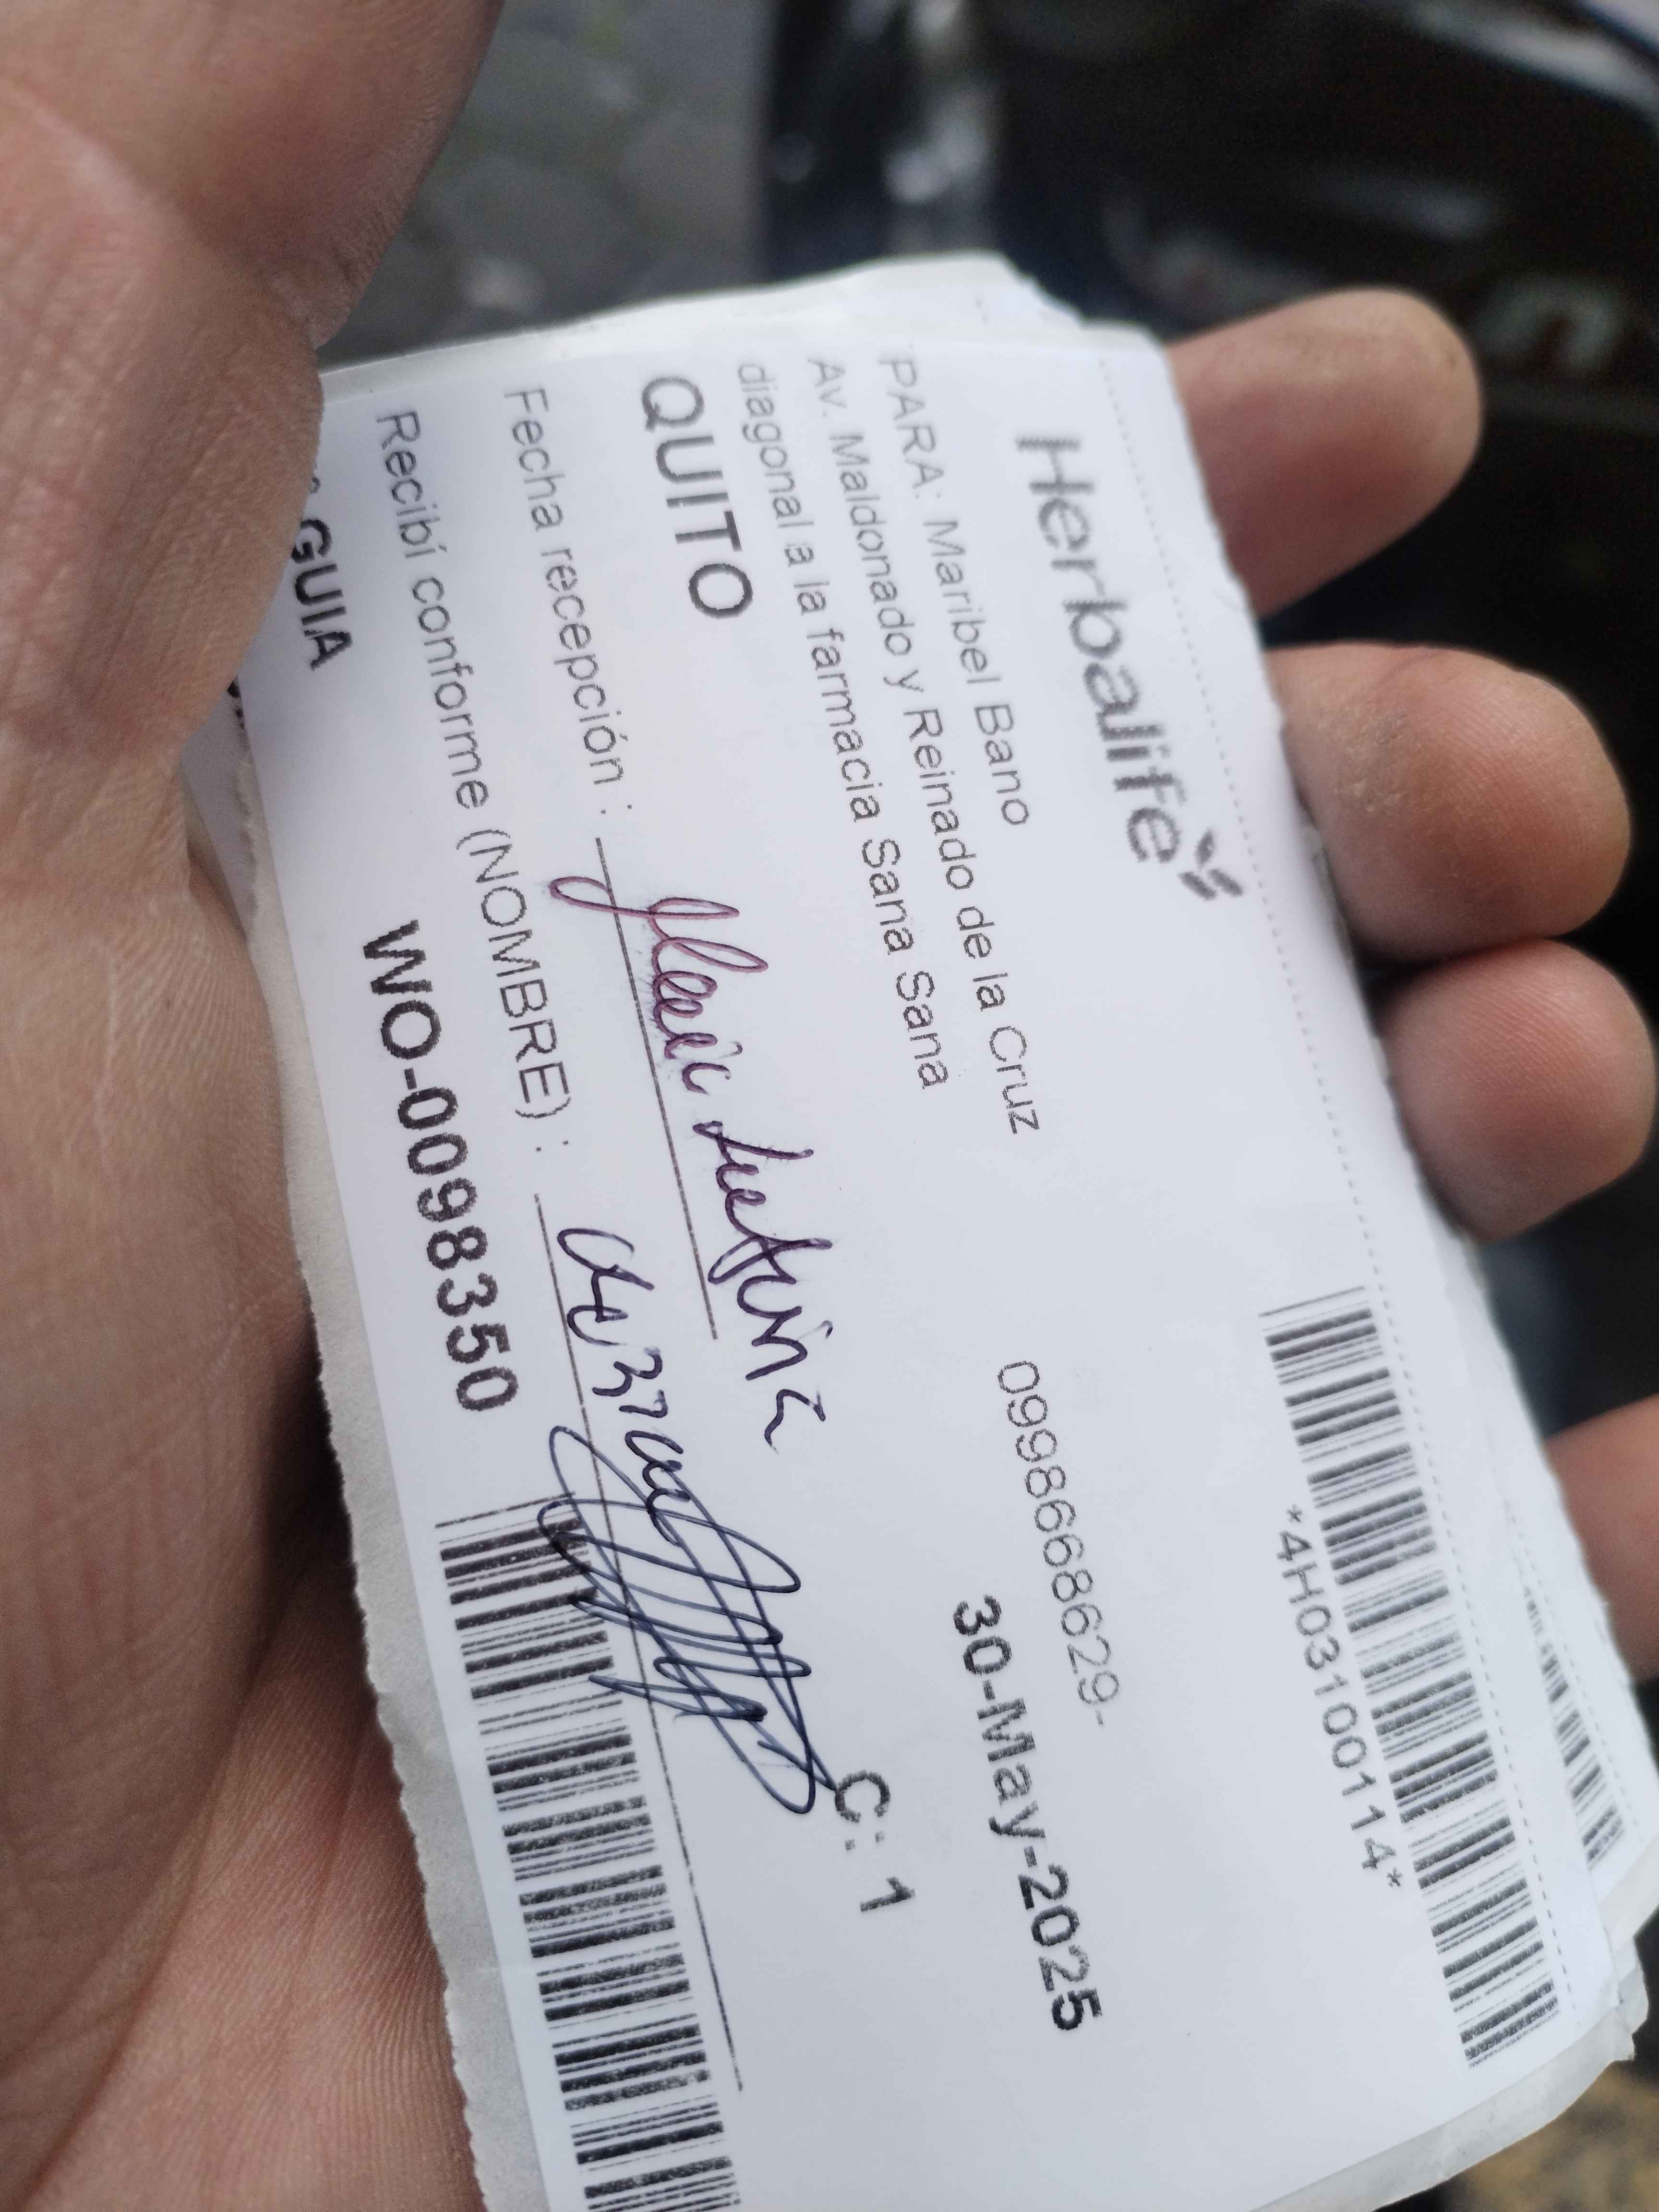 Herbalife
*4H03100114*
PARA: Maribel Bano
0998668629-
Av. Maldonado y Reinado de la Cruz
diagonal a la farmacia Sana Sana
30-May-2025
QUITO
C: 1
Fecha recepción :
Recibí conforme (NOMBRE) :
GUIA
WO-00983350